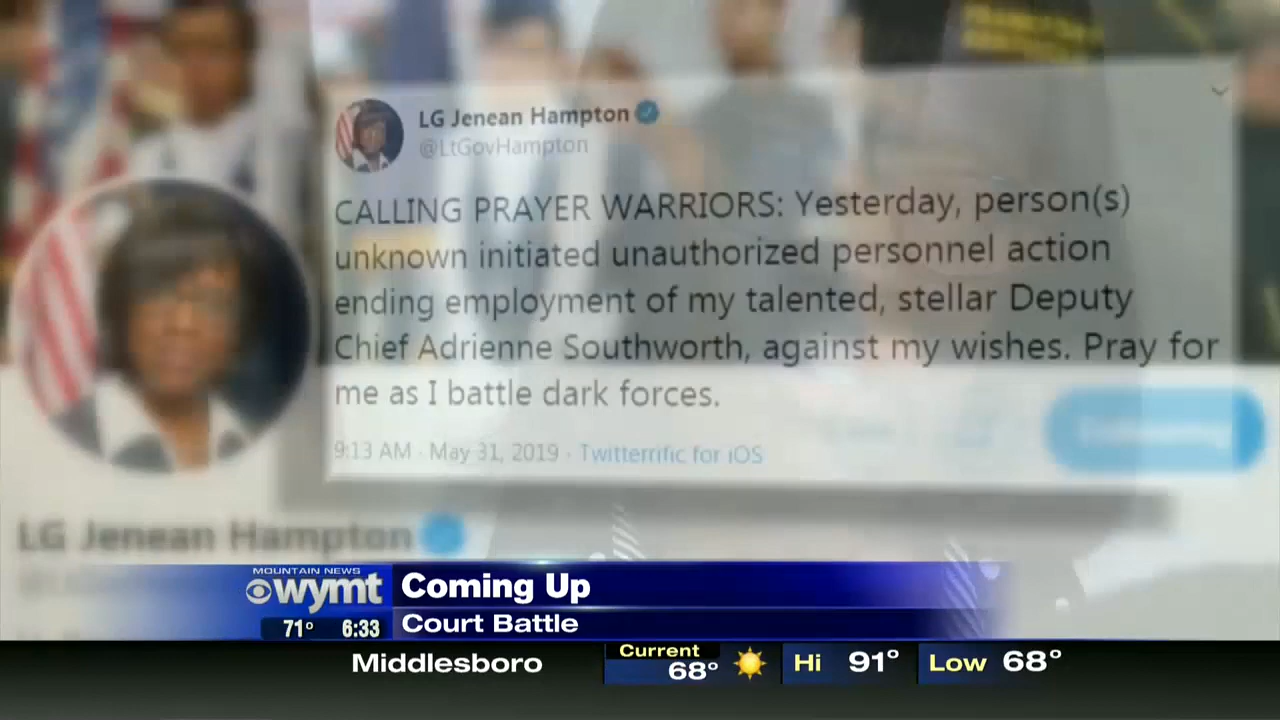 LG Jenean Hampton
@LtGovHampton
CALLING PRAYER WARRIORS: Yesterday, person(s)
unknown initiated unauthorized personnel action
ending employment of my talented, stellar Deputy
Chief Adrienne Southworth, against my wishes. Pray for
me as I battle dark forces.
9:13 AM · May 31, 2019 · Twitterrific for iOS
LG Jenean Hampton
MOUNTAIN NEWS
wymt
Coming Up
71° 6:33
Court Battle
Middlesboro
Current
68°
Hi 91°
Low 68°